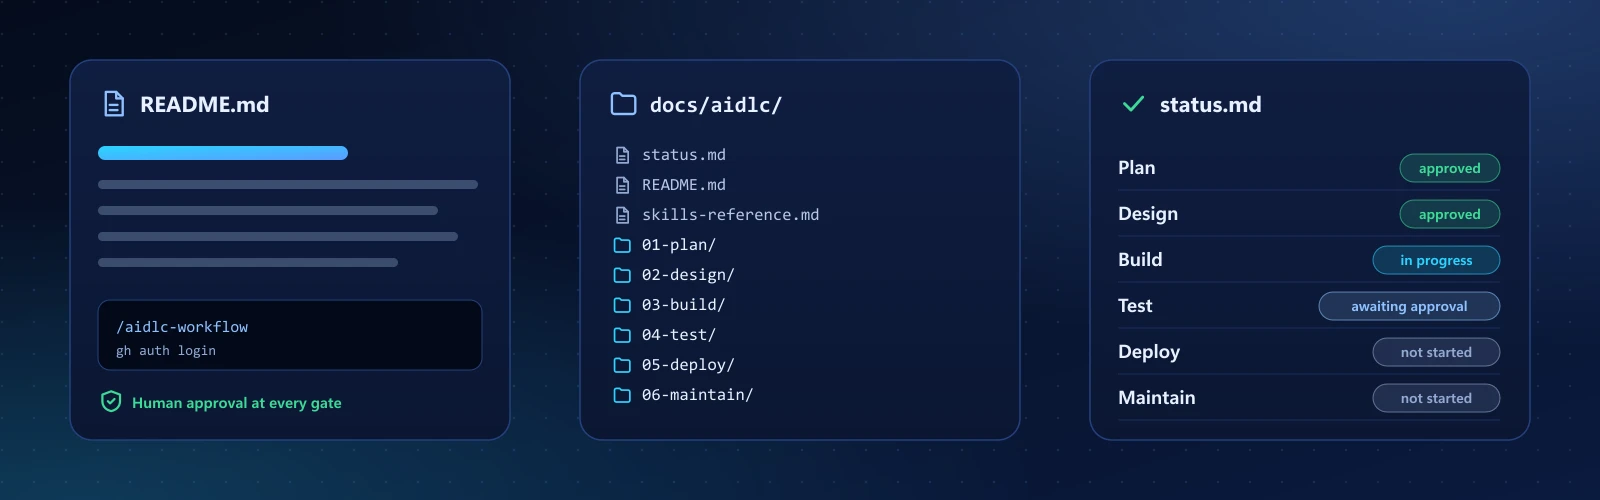 README.md
/aidlc-workflow
gh auth login
Human approval at every gate
docs/aidlc/
status.md
README.md
skills-reference.md
01-plan/
02-design/
03-build/
04-test/
05-deploy/
06-maintain/
status.md
Plan approved
Design approved
Build in progress
Test awaiting approval
Deploy not started
Maintain not started